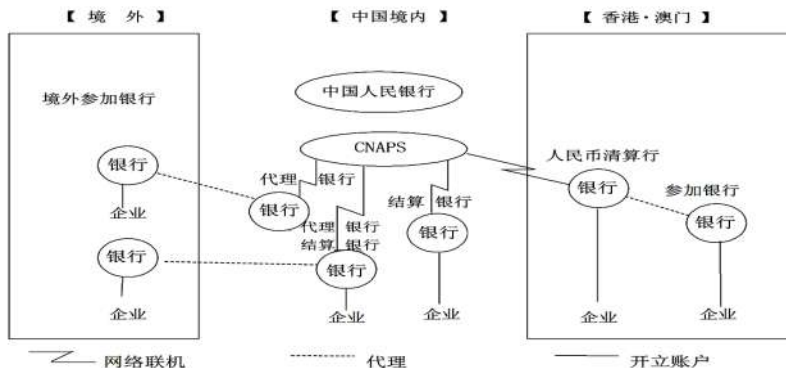 【境 外】
【中国境内】
【香港·澳门】
境外参加银行
中国人民银行
CNAPS
人民币清算行
银行
企业
代理 银行
银行
结算 银行
银行
银行
参加银行
银行
代理 银行
结算 银行
银行
银行
企业
企业
企业
企业
企业
网络联机
代理
开立账户